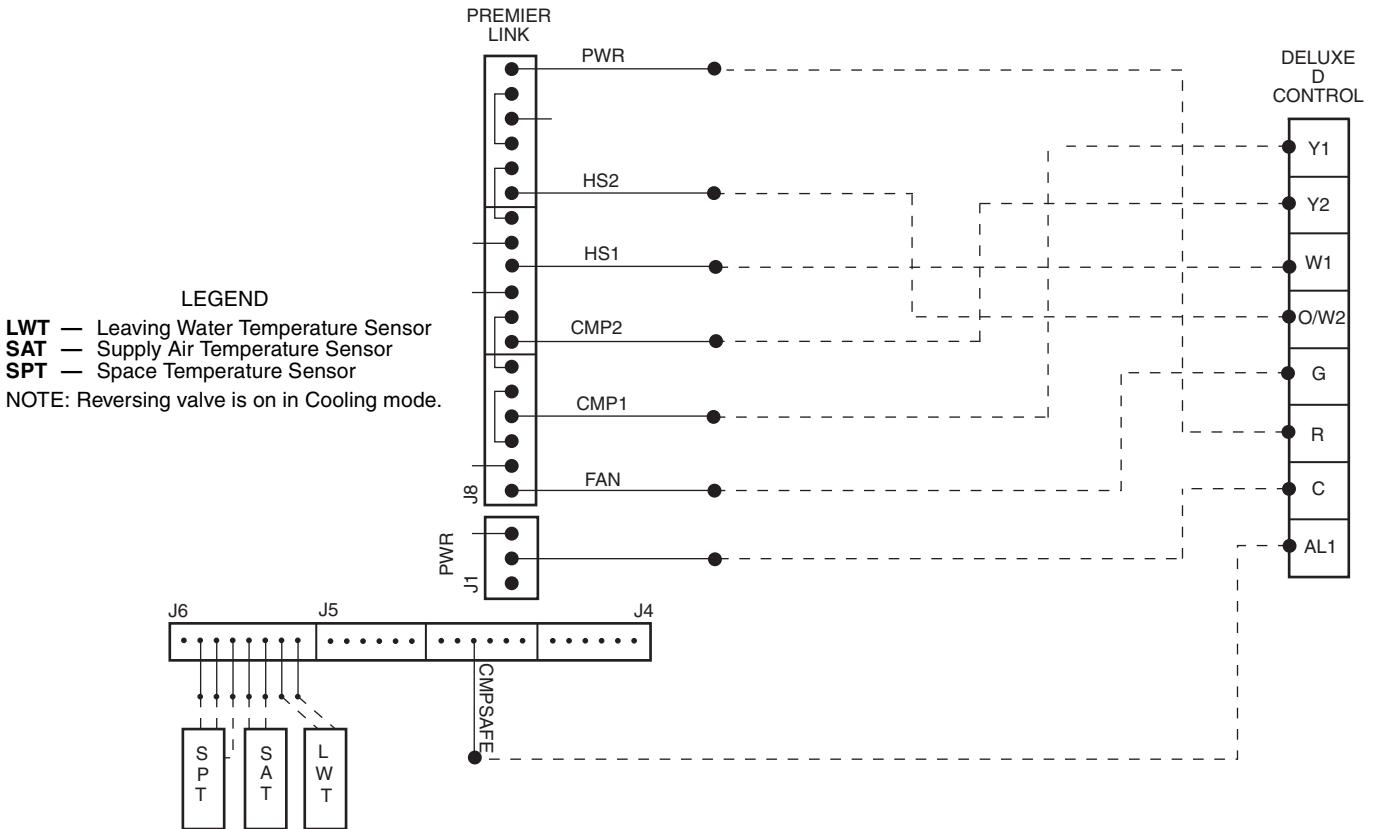 PREMIER
LINK
PWR
DELUXE
D
CONTROL
Y1
HS2
Y2
HS1
W1
LEGEND
LWT — Leaving Water Temperature Sensor
SAT — Supply Air Temperature Sensor
SPT — Space Temperature Sensor
NOTE: Reversing valve is on in Cooling mode.
O/W2
CMP2
G
CMP1
R
FAN
J8
C
PWR
J1
AL1
J6
J5
J4
CMPSAFE
SPT
SAT
LWT